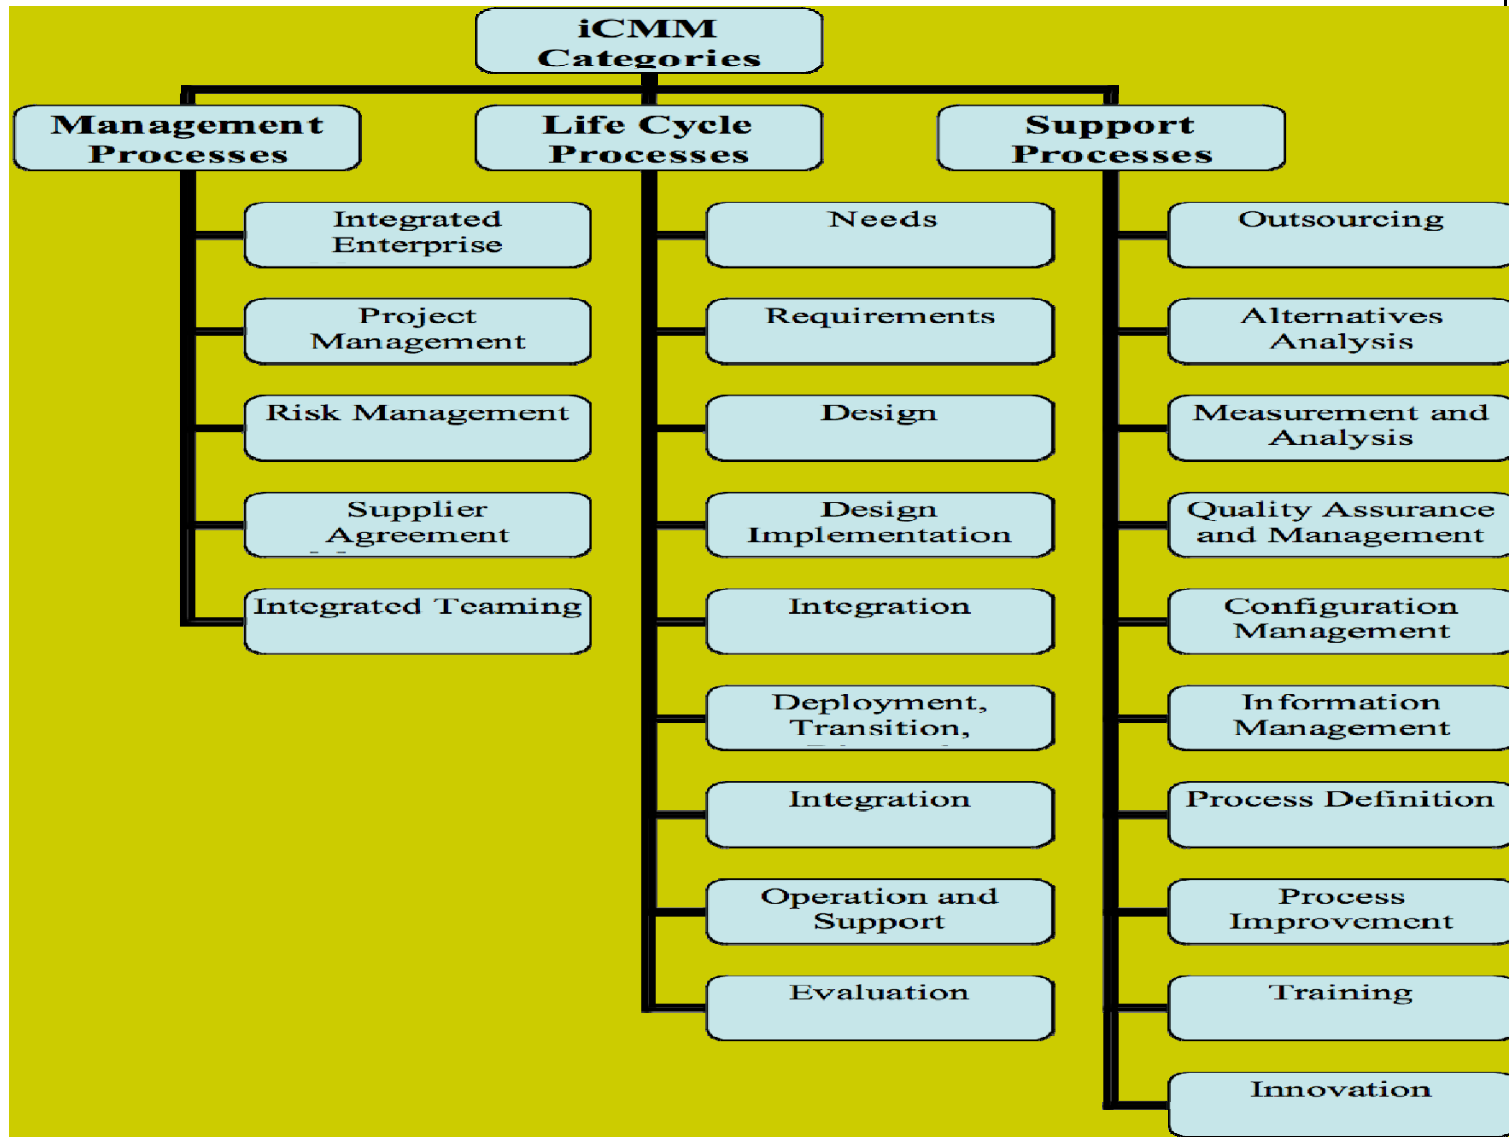 iCMM
Categories
Management
Processes
Life Cycle
Processes
Support
Processes
Integrated
Enterprise
Project
Management
Risk Management
Supplier
Agreement
Integrated Teaming
Needs
Requirements
Design
Design
Implementation
Integration
Deployment,
Transition,
Integration
Operation and
Support
Evaluation
Outsourcing
Alternatives
Analysis
Measurement and
Analysis
Quality Assurance
and Management
Configuration
Management
Information
Management
Process Definition
Process
Improvement
Training
Innovation